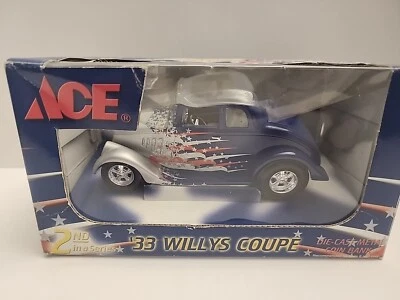 ACE®
2ND
in a Series
'33 WILLYS COUPE
DIE-CAST METAL
COIN BANK